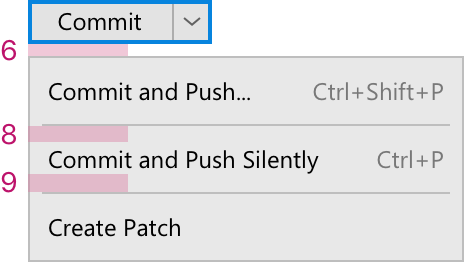 Commit
6
Commit and Push... Ctrl+Shift+P
8
Commit and Push Silently Ctrl+P
9
Create Patch